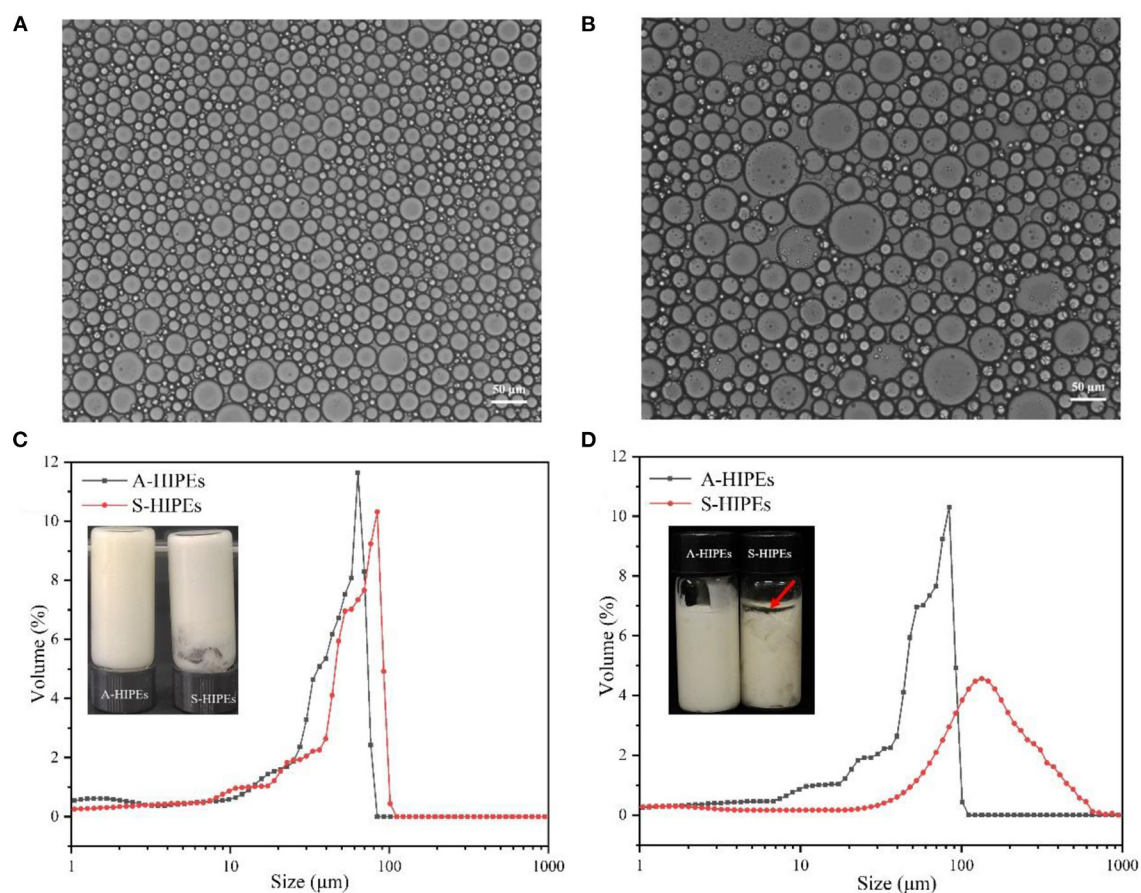 A
B
50 μm
50 μm
C
D
12
10
8
6
4
2
0
Volume (%)
A-HIPEs
S-HIPEs
A-HIPEs
S-HIPEs
1
10
100
1000
Size (μm)
12
10
8
6
4
2
0
Volume (%)
A-HIPEs
S-HIPEs
A-HIPEs
S-HIPEs
1
10
100
1000
Size (μm)